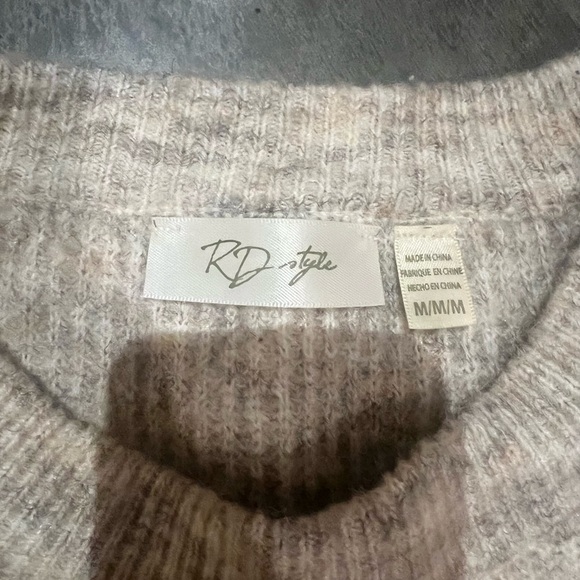 RD style
MADE IN CHINA
FABRIQUE EN CHINE
HECHO EN CHINA
M/M/M